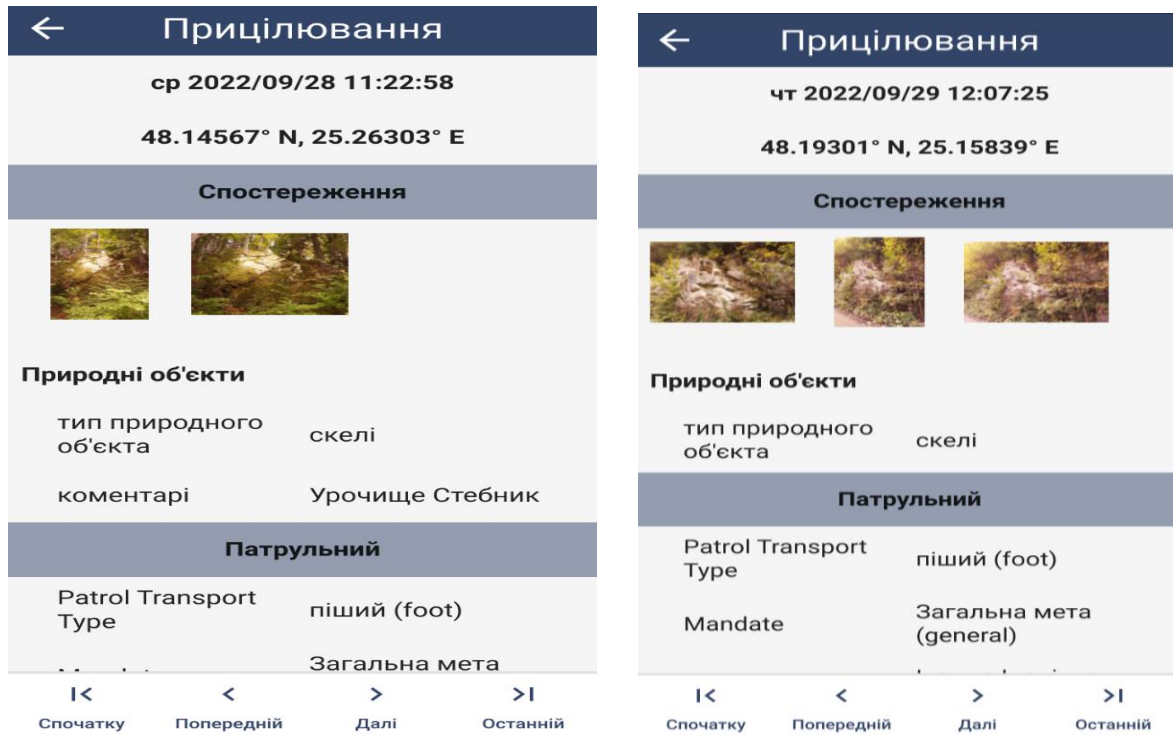 Прицілювання
ср 2022/09/28 11:22:58
48.14567° N, 25.26303° E
Спостереження
Природні об'єкти
тип природного
об'єкта
скелі
коментарі
Урочище Стебник
Патрульний
Patrol Transport
Type
піший (foot)
Загальна мета
Спочатку
Попередній
Далі
Останній
Прицілювання
чт 2022/09/29 12:07:25
48.19301° N, 25.15839° E
Спостереження
Природні об'єкти
тип природного
об'єкта
скелі
Патрульний
Patrol Transport
Type
піший (foot)
Mandate
Загальна мета
(general)
Спочатку
Попередній
Далі
Останній